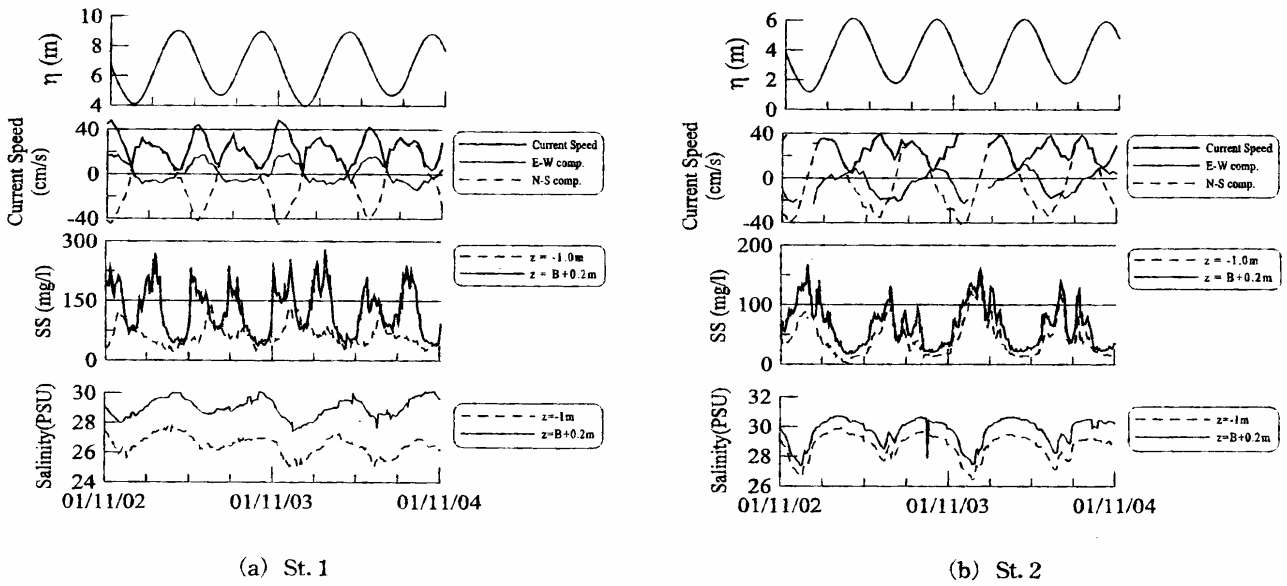 10
8
6
4
η (m)
40
0
-40
Current Speed
(cm/s)
Current Speed
E-W comp.
N-S comp.
300
150
0
SS (mg/l)
z = -1.0m
z = B+0.2m
30
28
26
24
Salinity(PSU)
z=-1m
z=B+0.2m
01/11/02 01/11/03 01/11/04
(a) St. 1
6
4
2
0
η (m)
40
0
-40
Current Speed
(cm/s)
Current Speed
E-W comp.
N-S comp.
200
100
0
SS (mg/l)
z = -1.0m
z = B+0.2m
32
30
28
26
Salinity(PSU)
z=-1m
z=B+0.2m
01/11/02 01/11/03 01/11/04
(b) St. 2